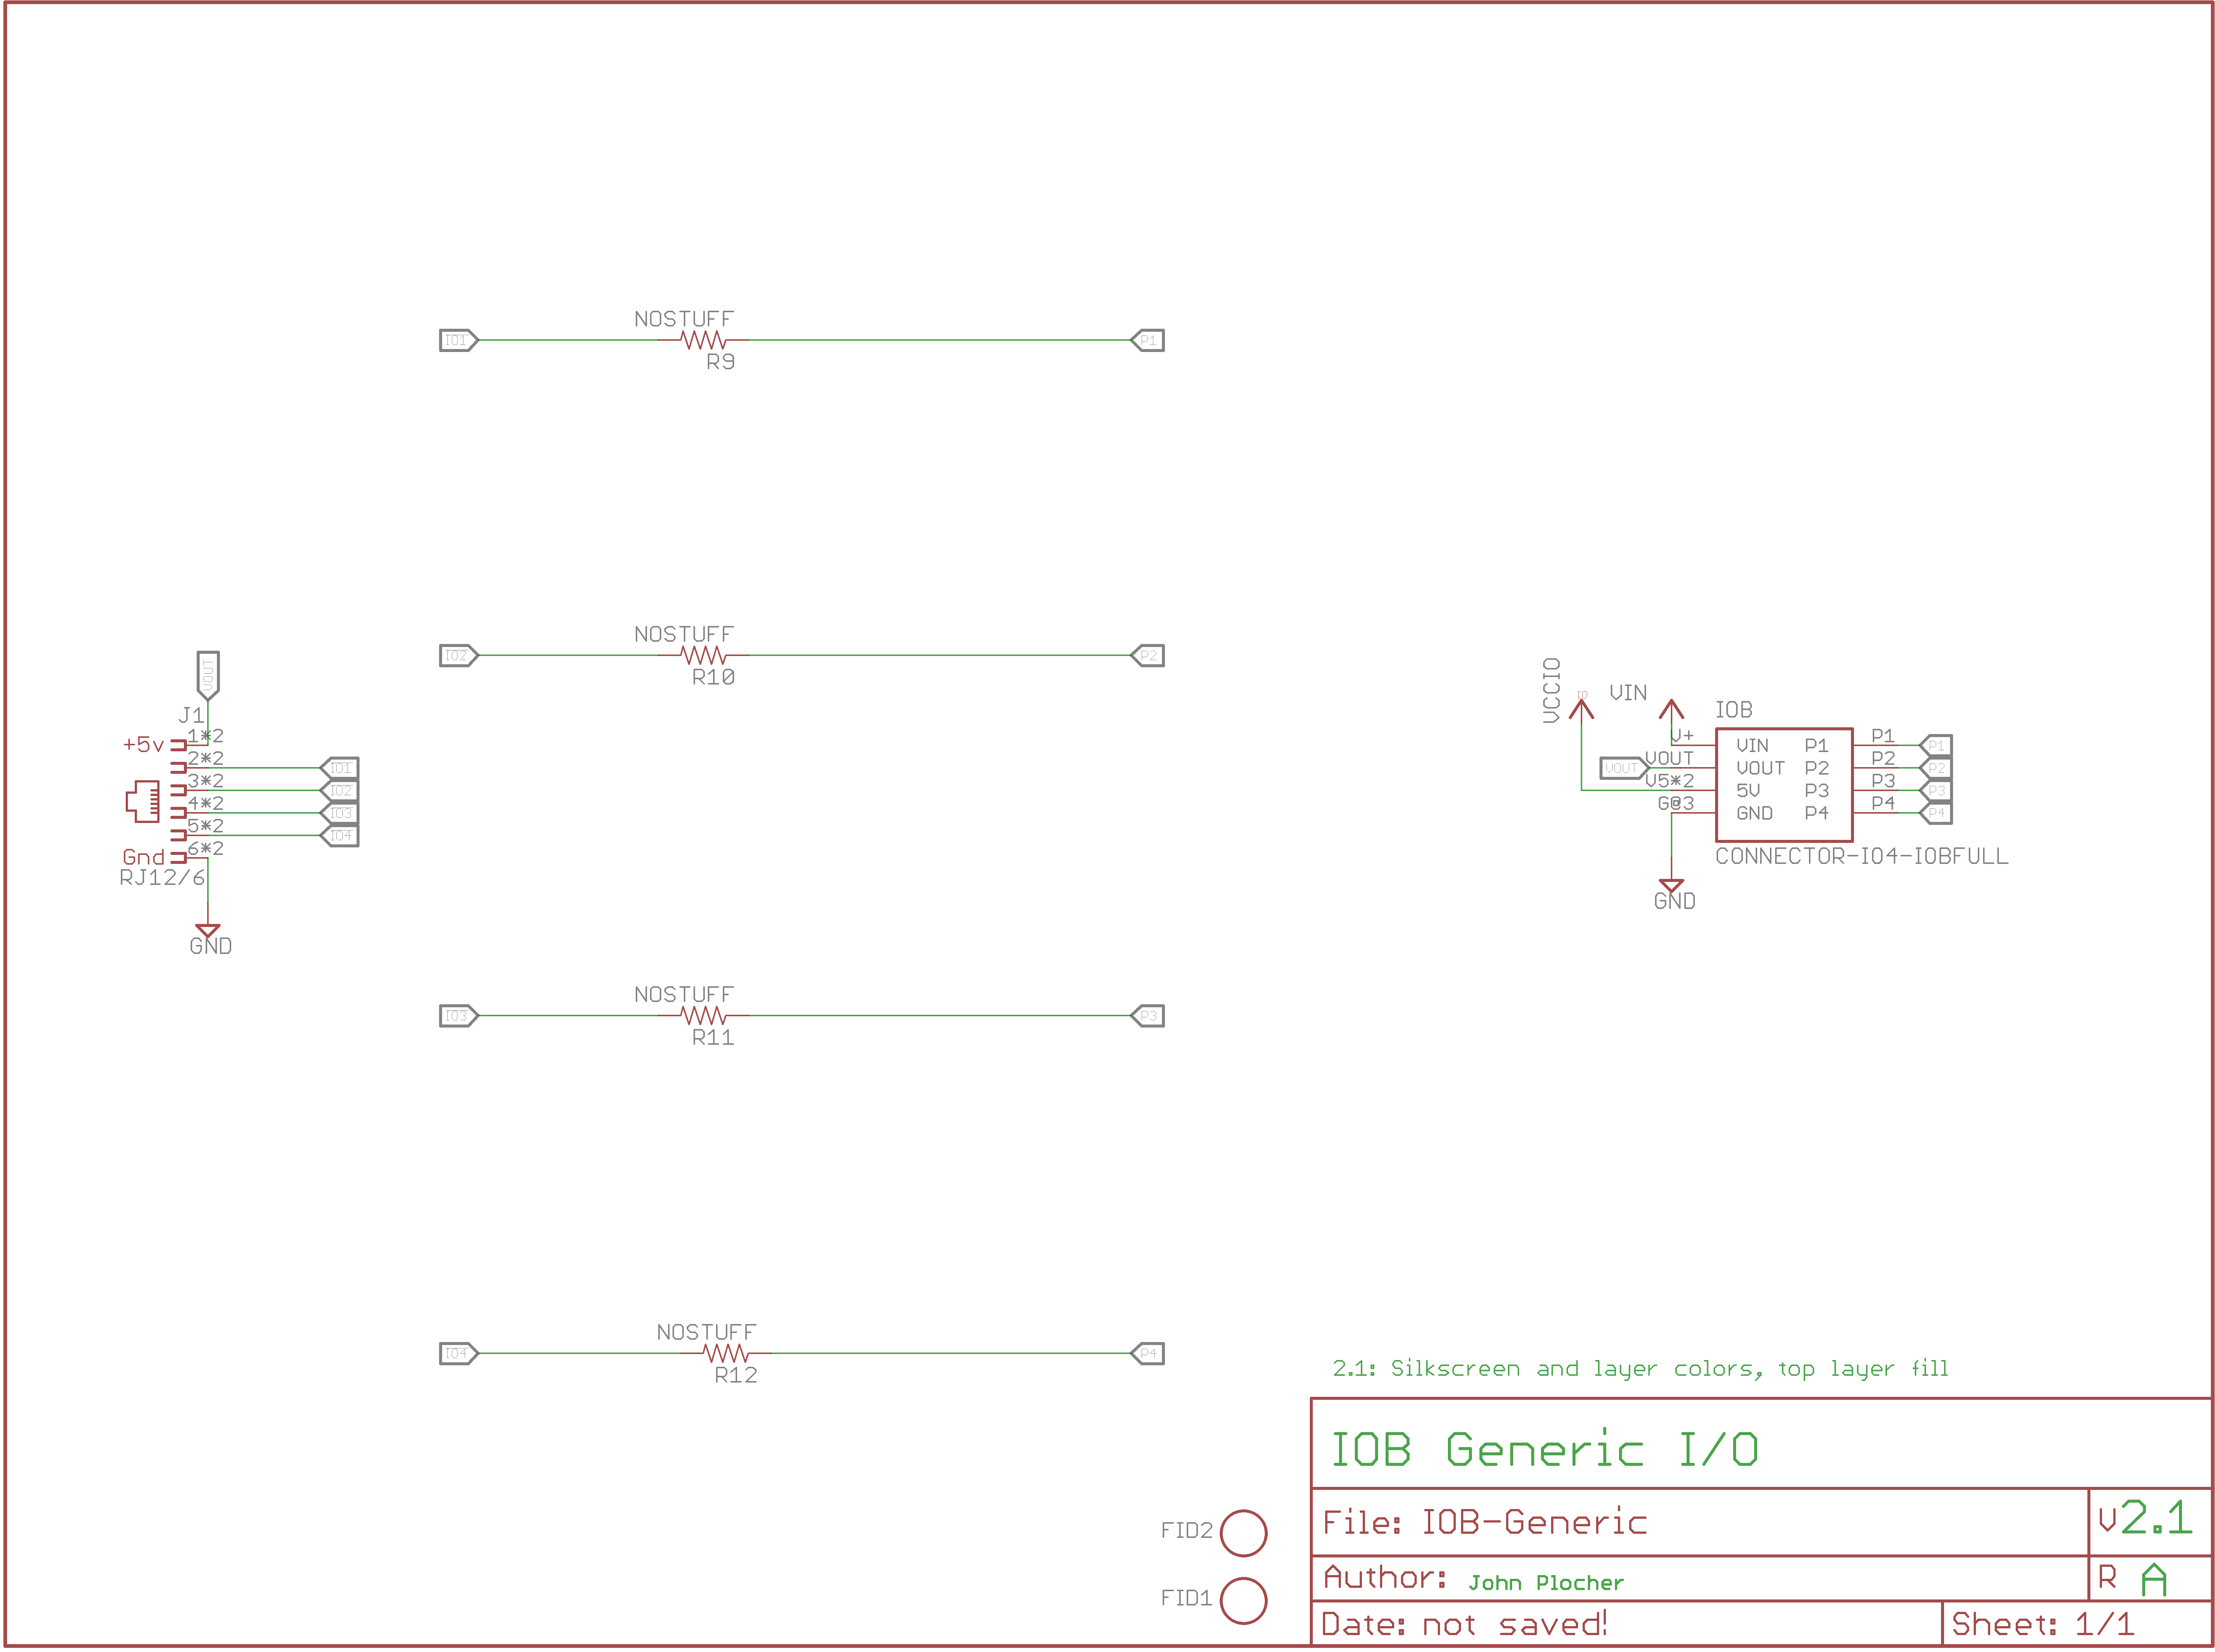 NOSTUFF
IO1
P1
R9
NOSTUFF
IO2
P2
R10
VOUT
J1
+5v
1*2
2*2
IO1
3*2
IO2
4*2
IO3
5*2
IO4
Gnd
6*2
RJ12/6
GND
VCCIO
IO
VIN
IOB
V+
VIN
P1
P1
P1
VOUT
VOUT
VOUT
P2
P2
P2
V5*2
5V
P3
P3
P3
G@3
GND
P4
P4
P4
CONNECTOR-IO4-IOBFULL
GND
NOSTUFF
IO3
P3
R11
NOSTUFF
IO4
P4
R12
2.1: Silkscreen and layer colors, top layer fill
IOB Generic I/O
File: IOB-Generic
V2.1
Author: John Plocher
R A
Date: not saved!
Sheet: 1/1
FID2
FID1